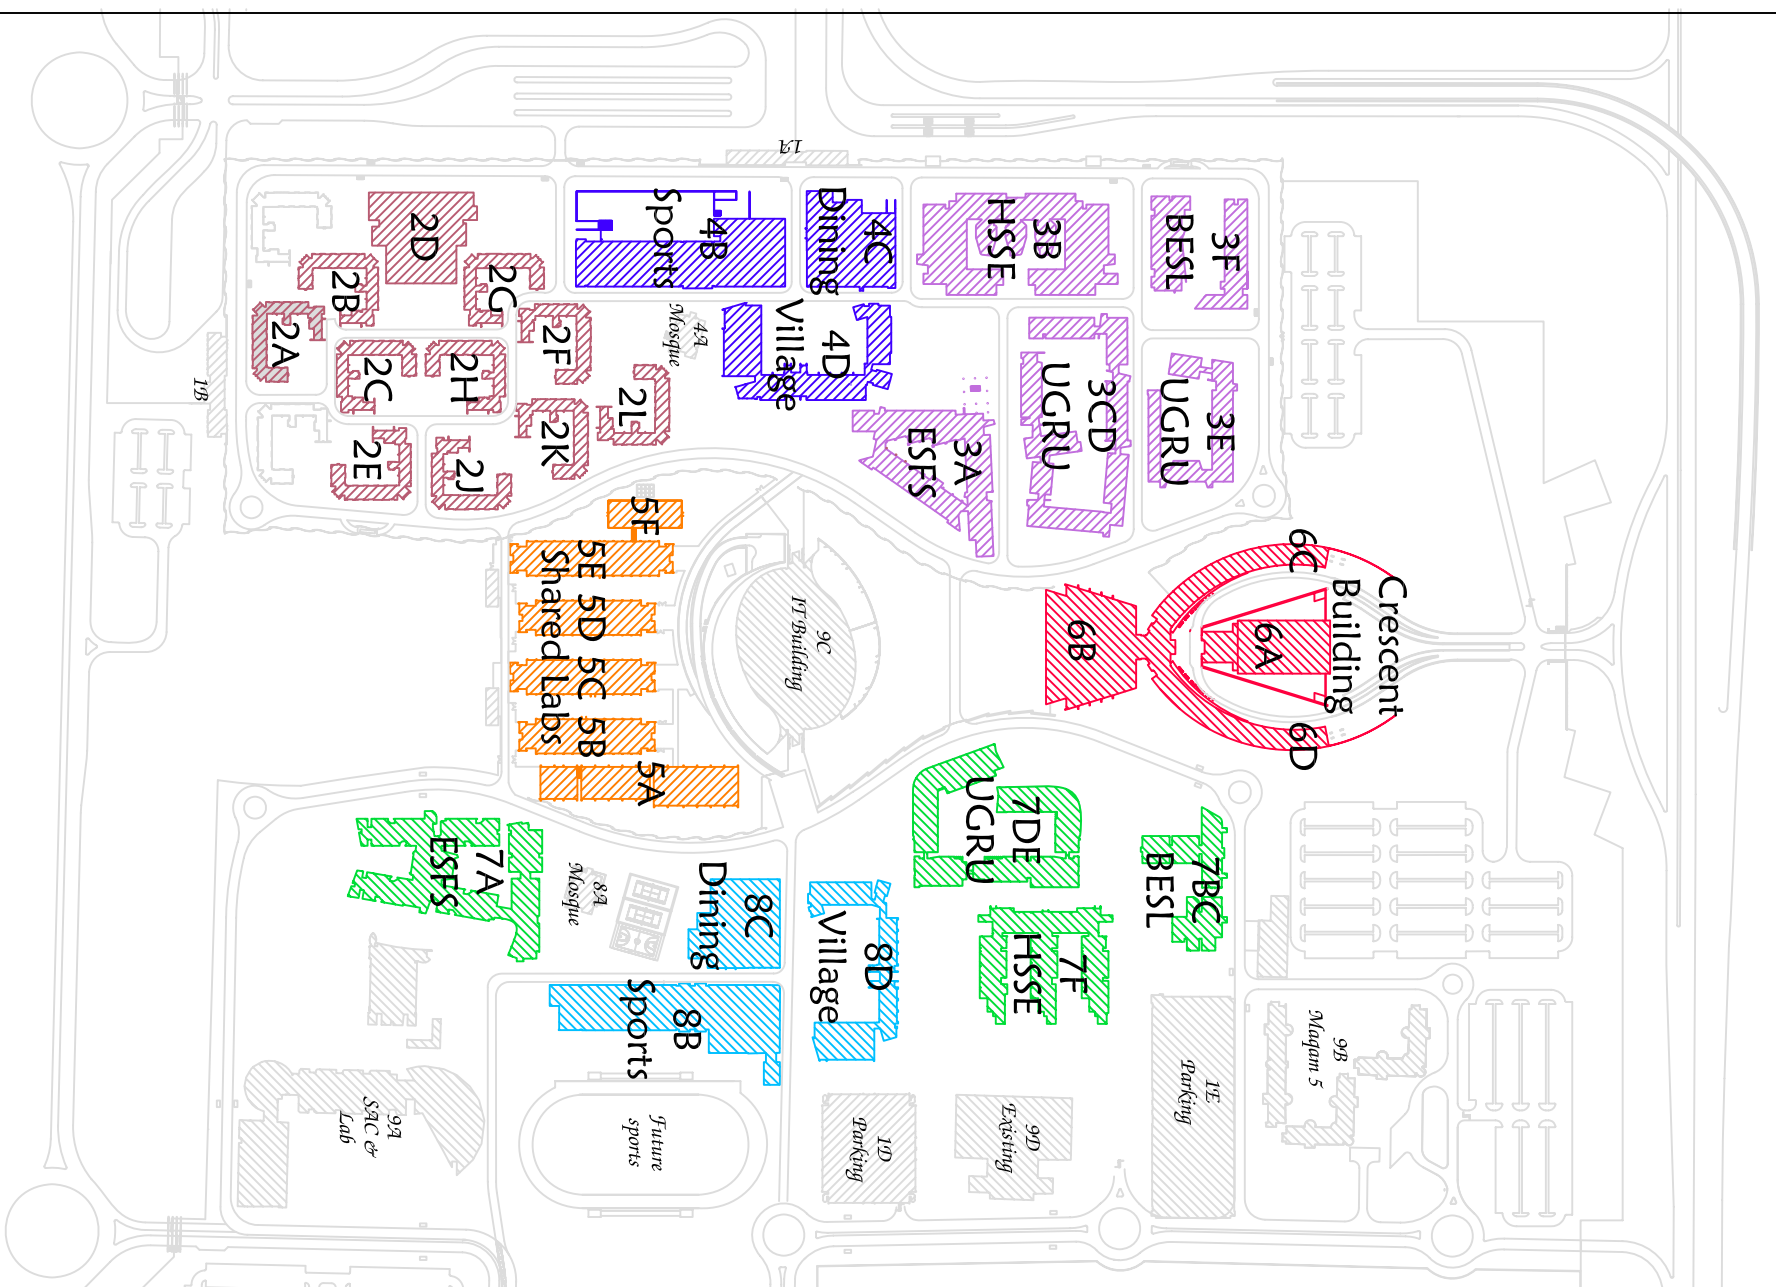 1A
1B
2D
2B
2G
2A
2C
2H
2F
2L
2K
2E
2J
4B
Sports
4C
Dining
4A
Mosque
4D
Village
3B
HSSE
3F
BESL
3A
ESFS
3CD
UGRU
3E
UGRU
5F
5E
5D
5C
5B
5A
Shared Labs
9C
IT Building
6C
6B
6A
6D
Crescent
Building
7A
ESFS
8A
Mosque
8C
Dining
8B
Sports
8D
Village
7DE
UGRU
7F
HSSE
7BC
BESL
9A
SAC &
Lab
Future
sports
1D
Parking
9D
Existing
1E
Parking
9B
Maqam 5